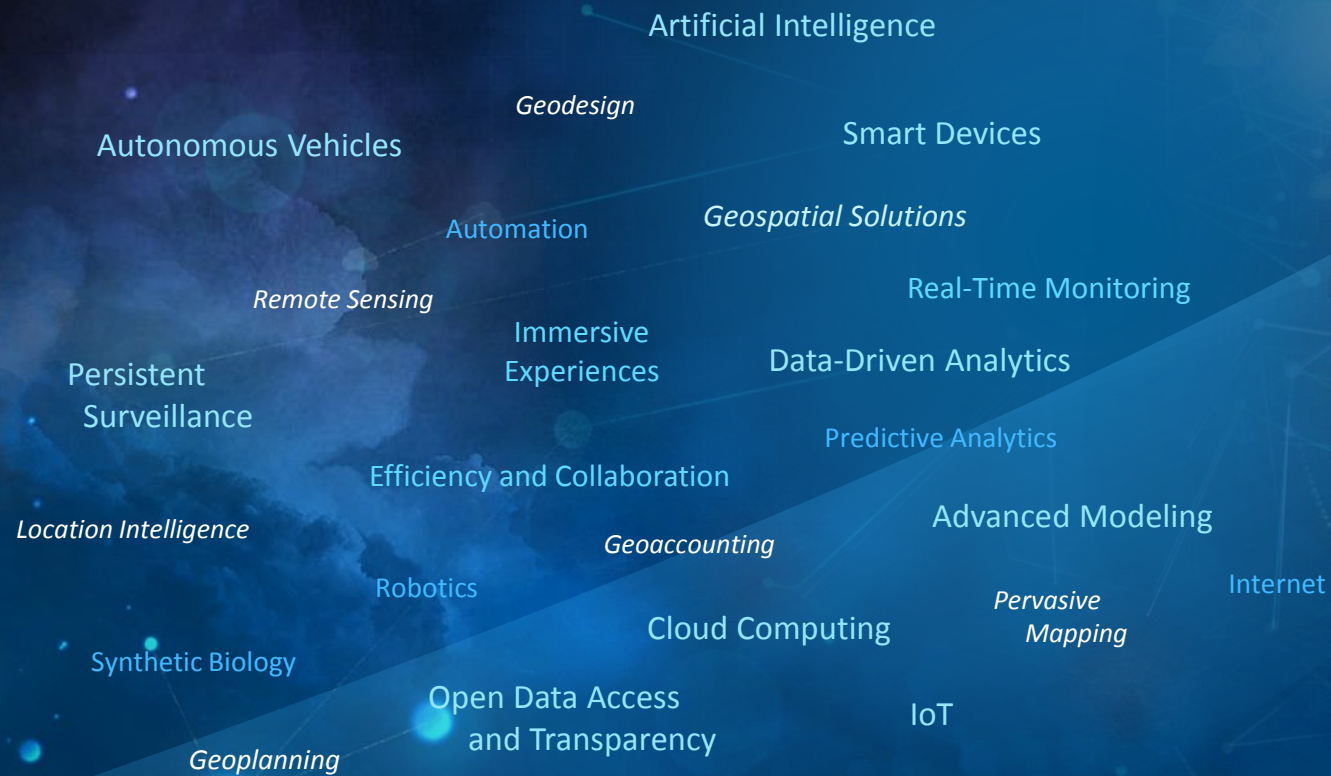 Artificial Intelligence
Geodesign
Autonomous Vehicles
Smart Devices
Geospatial Solutions
Automation
Remote Sensing
Real-Time Monitoring
Immersive
Experiences
Data-Driven Analytics
Persistent
Surveillance
Predictive Analytics
Efficiency and Collaboration
Location Intelligence
Advanced Modeling
Geoaccounting
Robotics
Internet
Pervasive
Mapping
Cloud Computing
Synthetic Biology
Open Data Access
and Transparency
IoT
Geoplanning